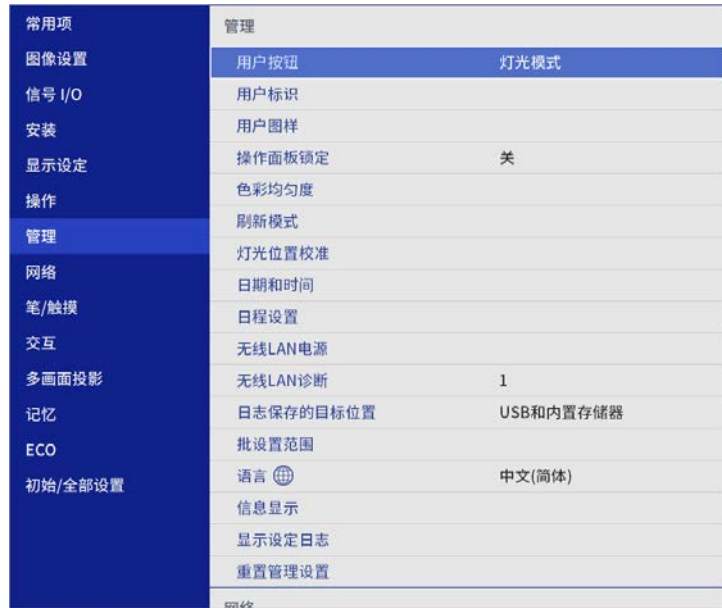 常用项
图像设置
信号 I/O
安装
显示设定
操作
管理
网络
笔/触摸
交互
多画面投影
记忆
ECO
初始/全部设置
管理
用户按钮 灯光模式
用户标识
用户图样
操作面板锁定 关
色彩均匀度
刷新模式
灯光位置校准
日期和时间
日程设置
无线LAN电源
无线LAN诊断 1
日志保存的目标位置 USB和内置存储器
批设置范围
语言 中文(简体)
信息显示
显示设定日志
重置管理设置
网络